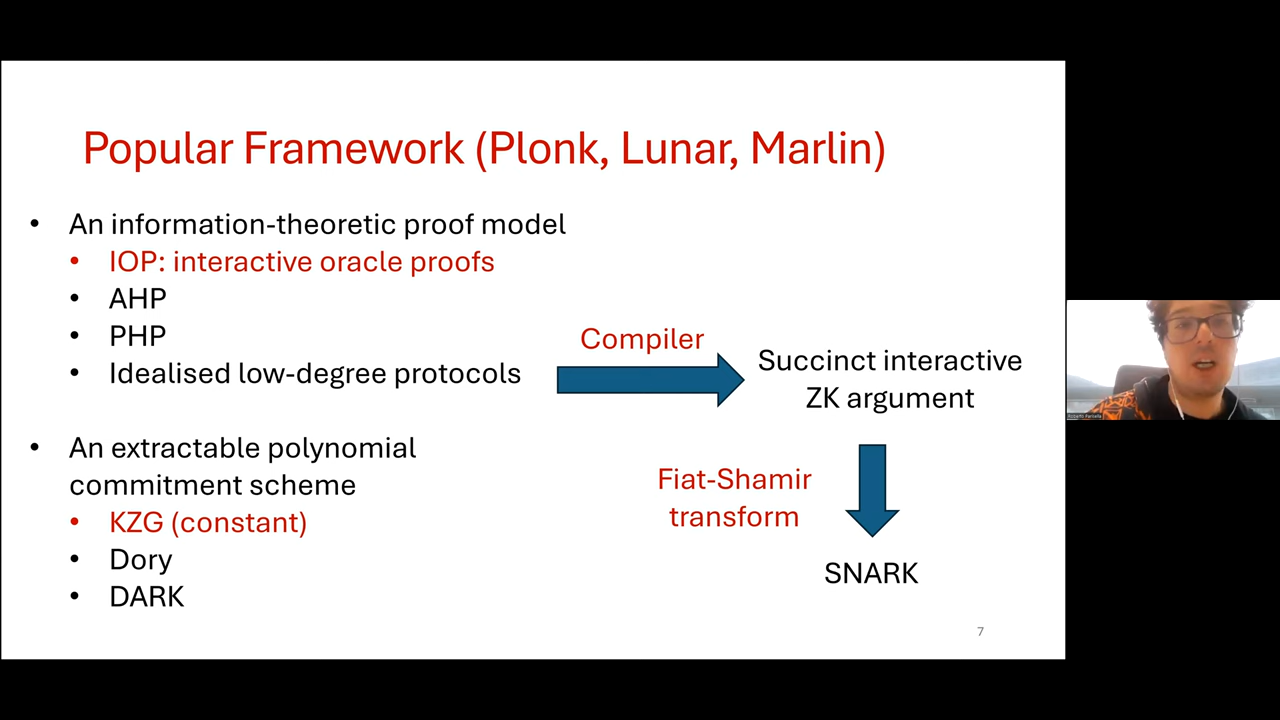 Popular Framework (Plonk, Lunar, Marlin)
• An information-theoretic proof model
• IOP: interactive oracle proofs
• AHP
• PHP
• Idealised low-degree protocols
• An extractable polynomial
commitment scheme
• KZG (constant)
• Dory
• DARK
Compiler
Succinct interactive
ZK argument
Fiat-Shamir
transform
SNARK
7